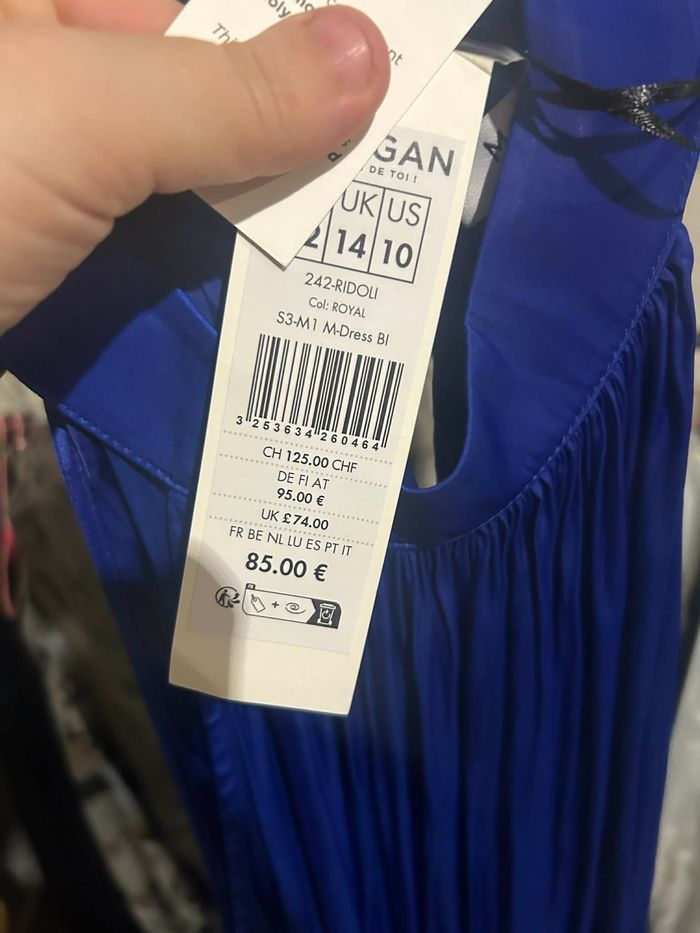 GAN
DE TOI !
UK US
2 14 10
242-RIDOLI
Col: ROYAL
S3-M1 M-Dress BI
3 253634 260464
CH 125.00 CHF
DE FI AT
95.00 €
UK £74.00
FR BE NL LU ES PT IT
85.00 €